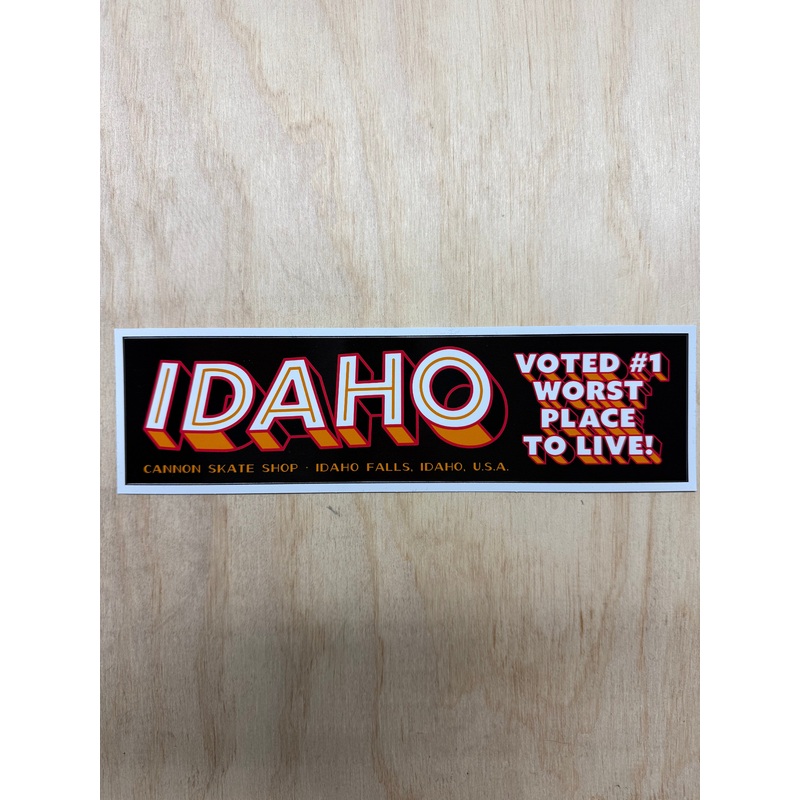 IDAHO
CANNON SKATE SHOP · IDAHO FALLS, IDAHO, U.S.A.
VOTED #1
WORST
PLACE
TO LIVE!